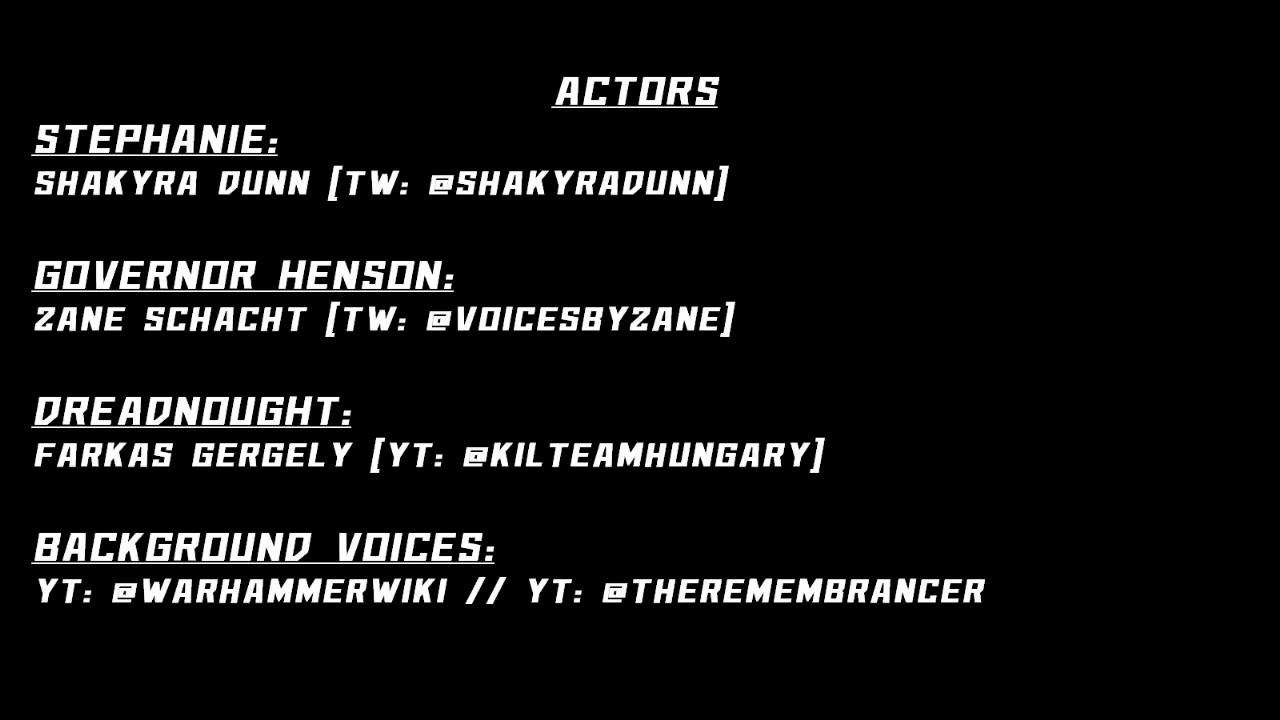 ACTORS
STEPHANIE:
SHAKYRA DUNN [TW: @SHAKYRADUNN]
GOVERNOR HENSON:
ZANE SCHACHT [TW: @VOICESBYZANE]
DREADNOUGHT:
FARKAS GERGELY [YT: @KILTEAMHUNGARY]
BACKGROUND VOICES:
YT: @WARHAMMERWIKI // YT: @THEREMEMBRANCER